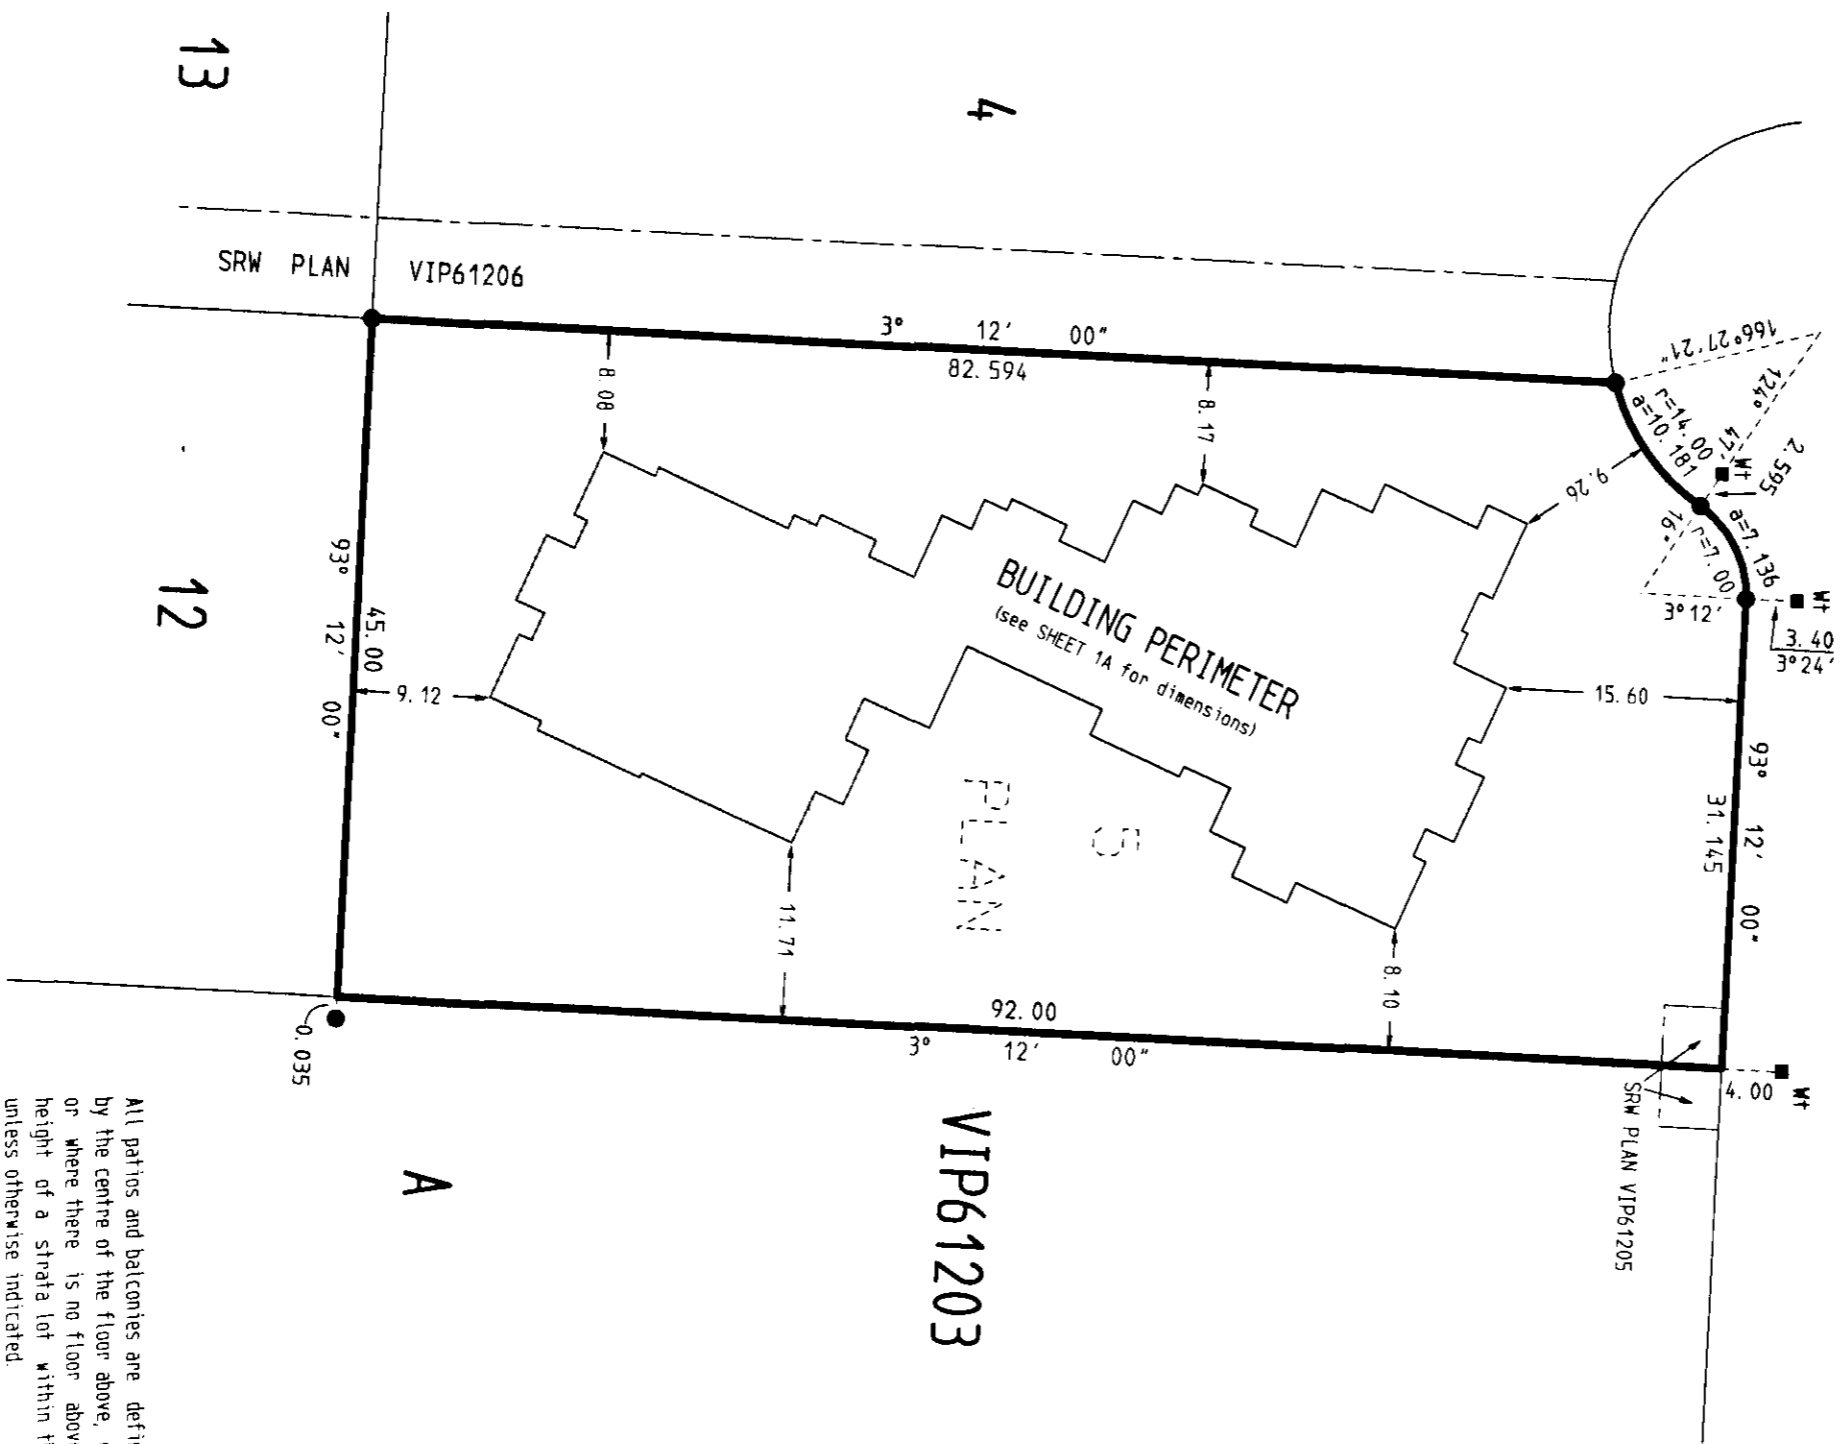 13
4
SRW PLAN VIP61206
3° 12' 00"
82.594
166°27'21"
124° 47'
r=14.00
a=10.181
2.595
Wt
a=7.136
r=7.00
16°
3°12'
Wt
3.40
3°24'
8.08
8.17
9.26
BUILDING PERIMETER
(see SHEET 1A for dimensions)
15.60
93° 12' 00"
31.145
12
45.00
93° 12' 00"
9.12
5
PLAN
11.71
8.10
92.00
3° 12' 00"
0.035
4.00
Wt
SRW PLAN VIP61205
A
VIP61203
All patios and balconies are defi
by the centre of the floor above,
or where there is no floor abov
height of a strata lot within t
unless otherwise indicated.